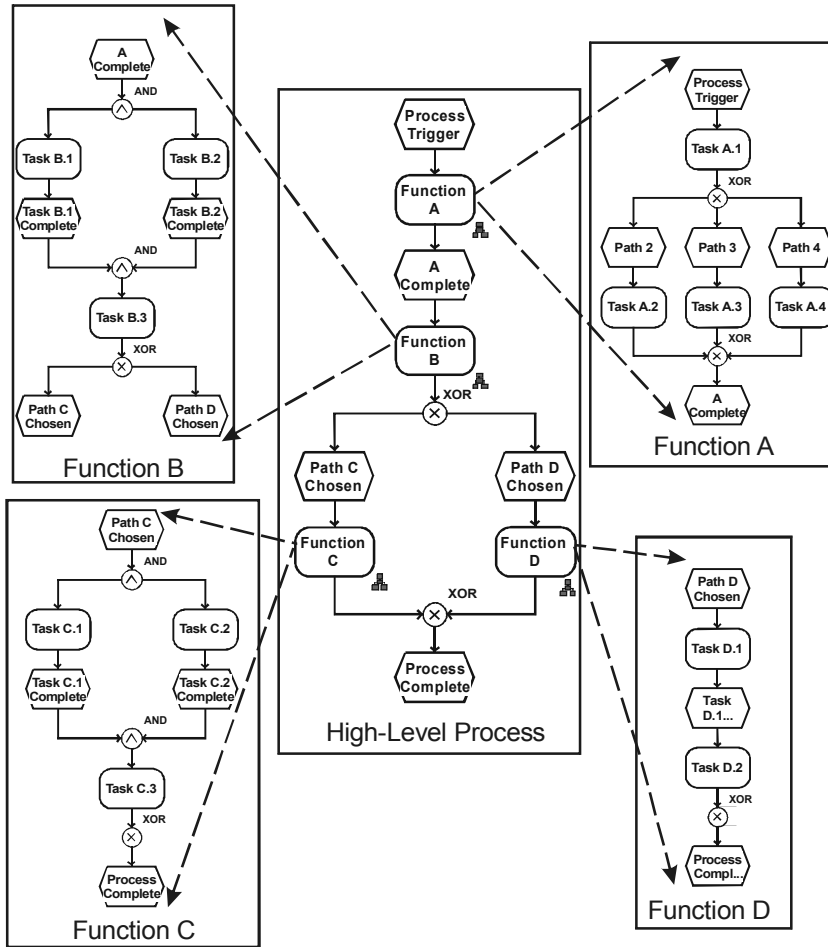 A
Complete
AND
Task B.1
Task B.2
Task B.1
Complete
Task B.2
Complete
AND
Task B.3
XOR
Path C
Chosen
Path D
Chosen
Function B
Process
Trigger
Function
A
A
Complete
Function
B
XOR
Path C
Chosen
Path D
Chosen
Function
C
Function
D
XOR
Process
Complete
High-Level Process
Process
Trigger
Task A.1
XOR
Path 2
Path 3
Path 4
Task A.2
Task A.3
Task A.4
XOR
A
Complete
Function A
Path C
Chosen
AND
Task C.1
Task C.2
Task C.1
Complete
Task C.2
Complete
AND
Task C.3
XOR
Process
Complete
Function C
Path D
Chosen
Task D.1
Task
D.1...
Task D.2
XOR
Process
Compl...
Function D